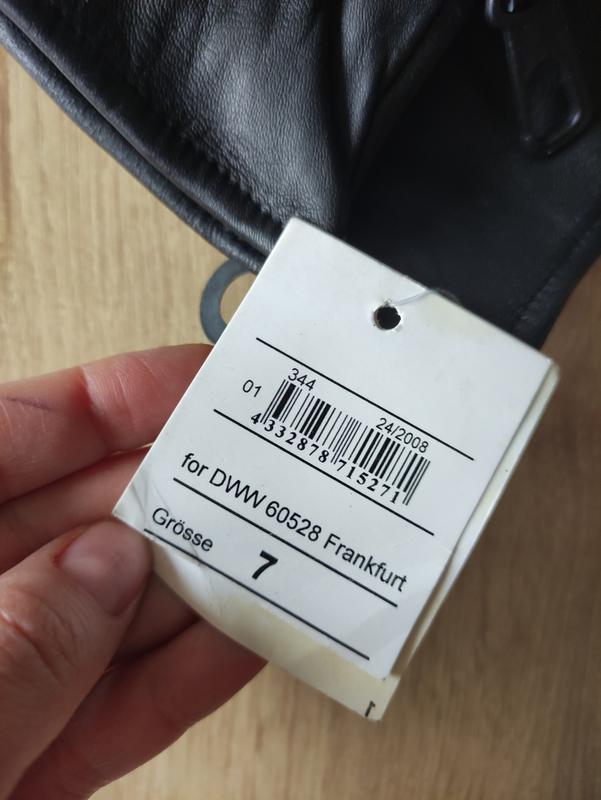 344
01
24/2008
4 332878 715271
for DWW 60528 Frankfurt
Grösse 7